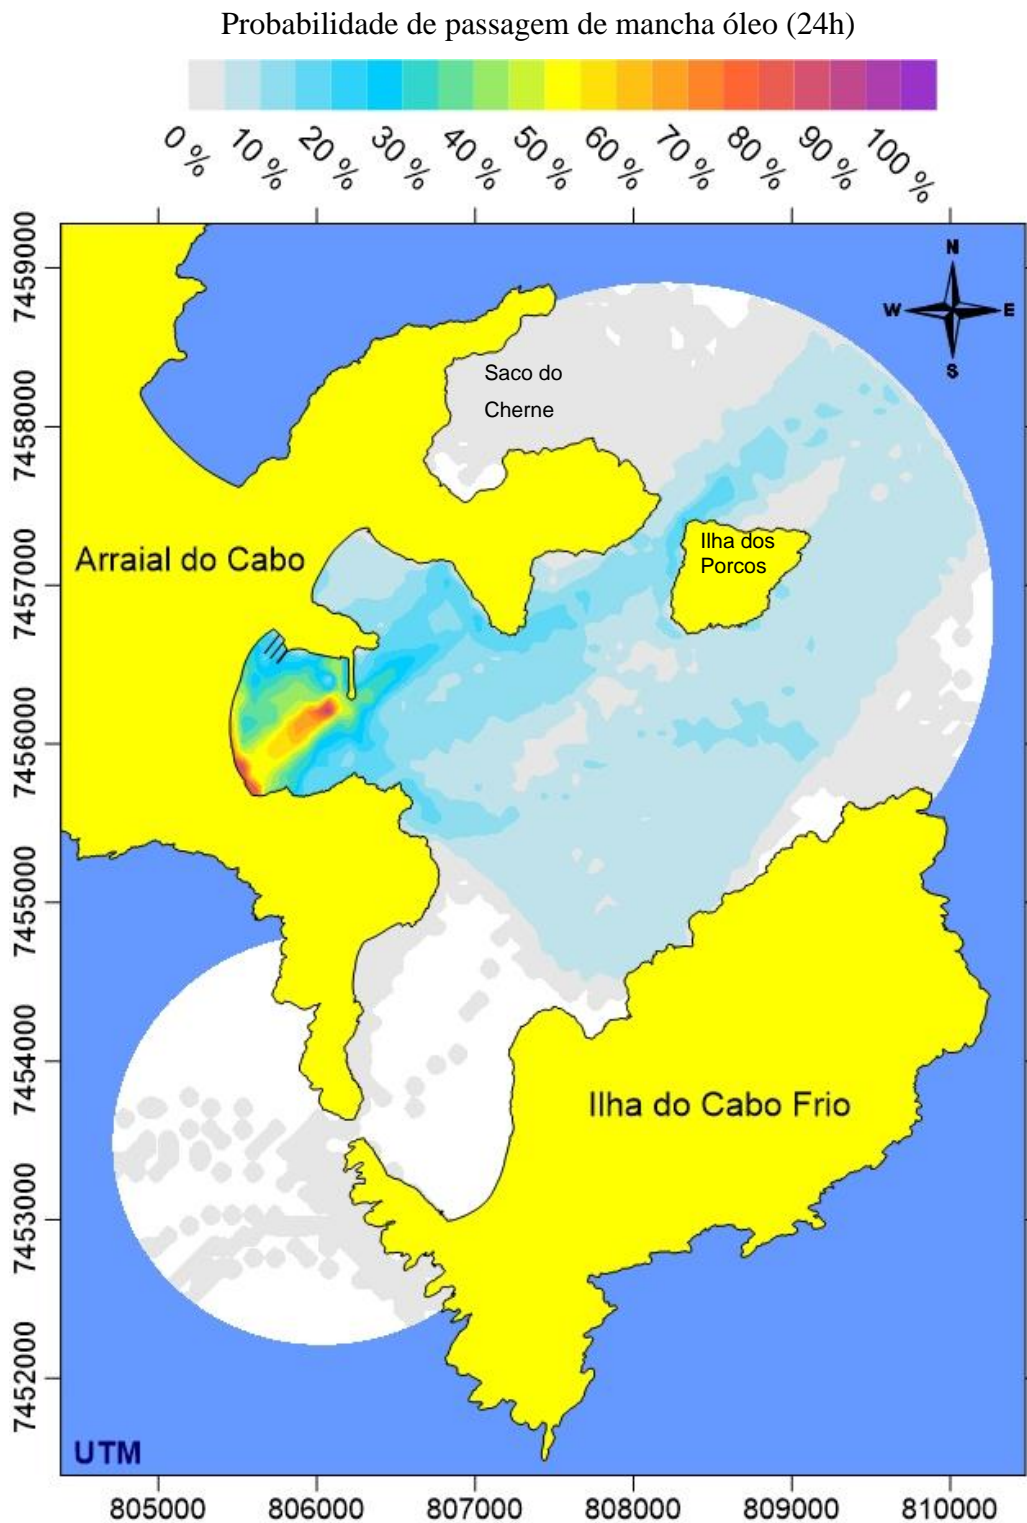 Probabilidade de passagem de mancha óleo (24h)
0 %
10 %
20 %
30 %
40 %
50 %
60 %
70 %
80 %
90 %
100 %
7459000
N
W
E
S
Saco do
Cherne
7458000
Arraial do Cabo
Ilha dos
Porcos
7457000
7456000
7455000
7454000
Ilha do Cabo Frio
7453000
7452000
UTM
805000
806000
807000
808000
809000
810000